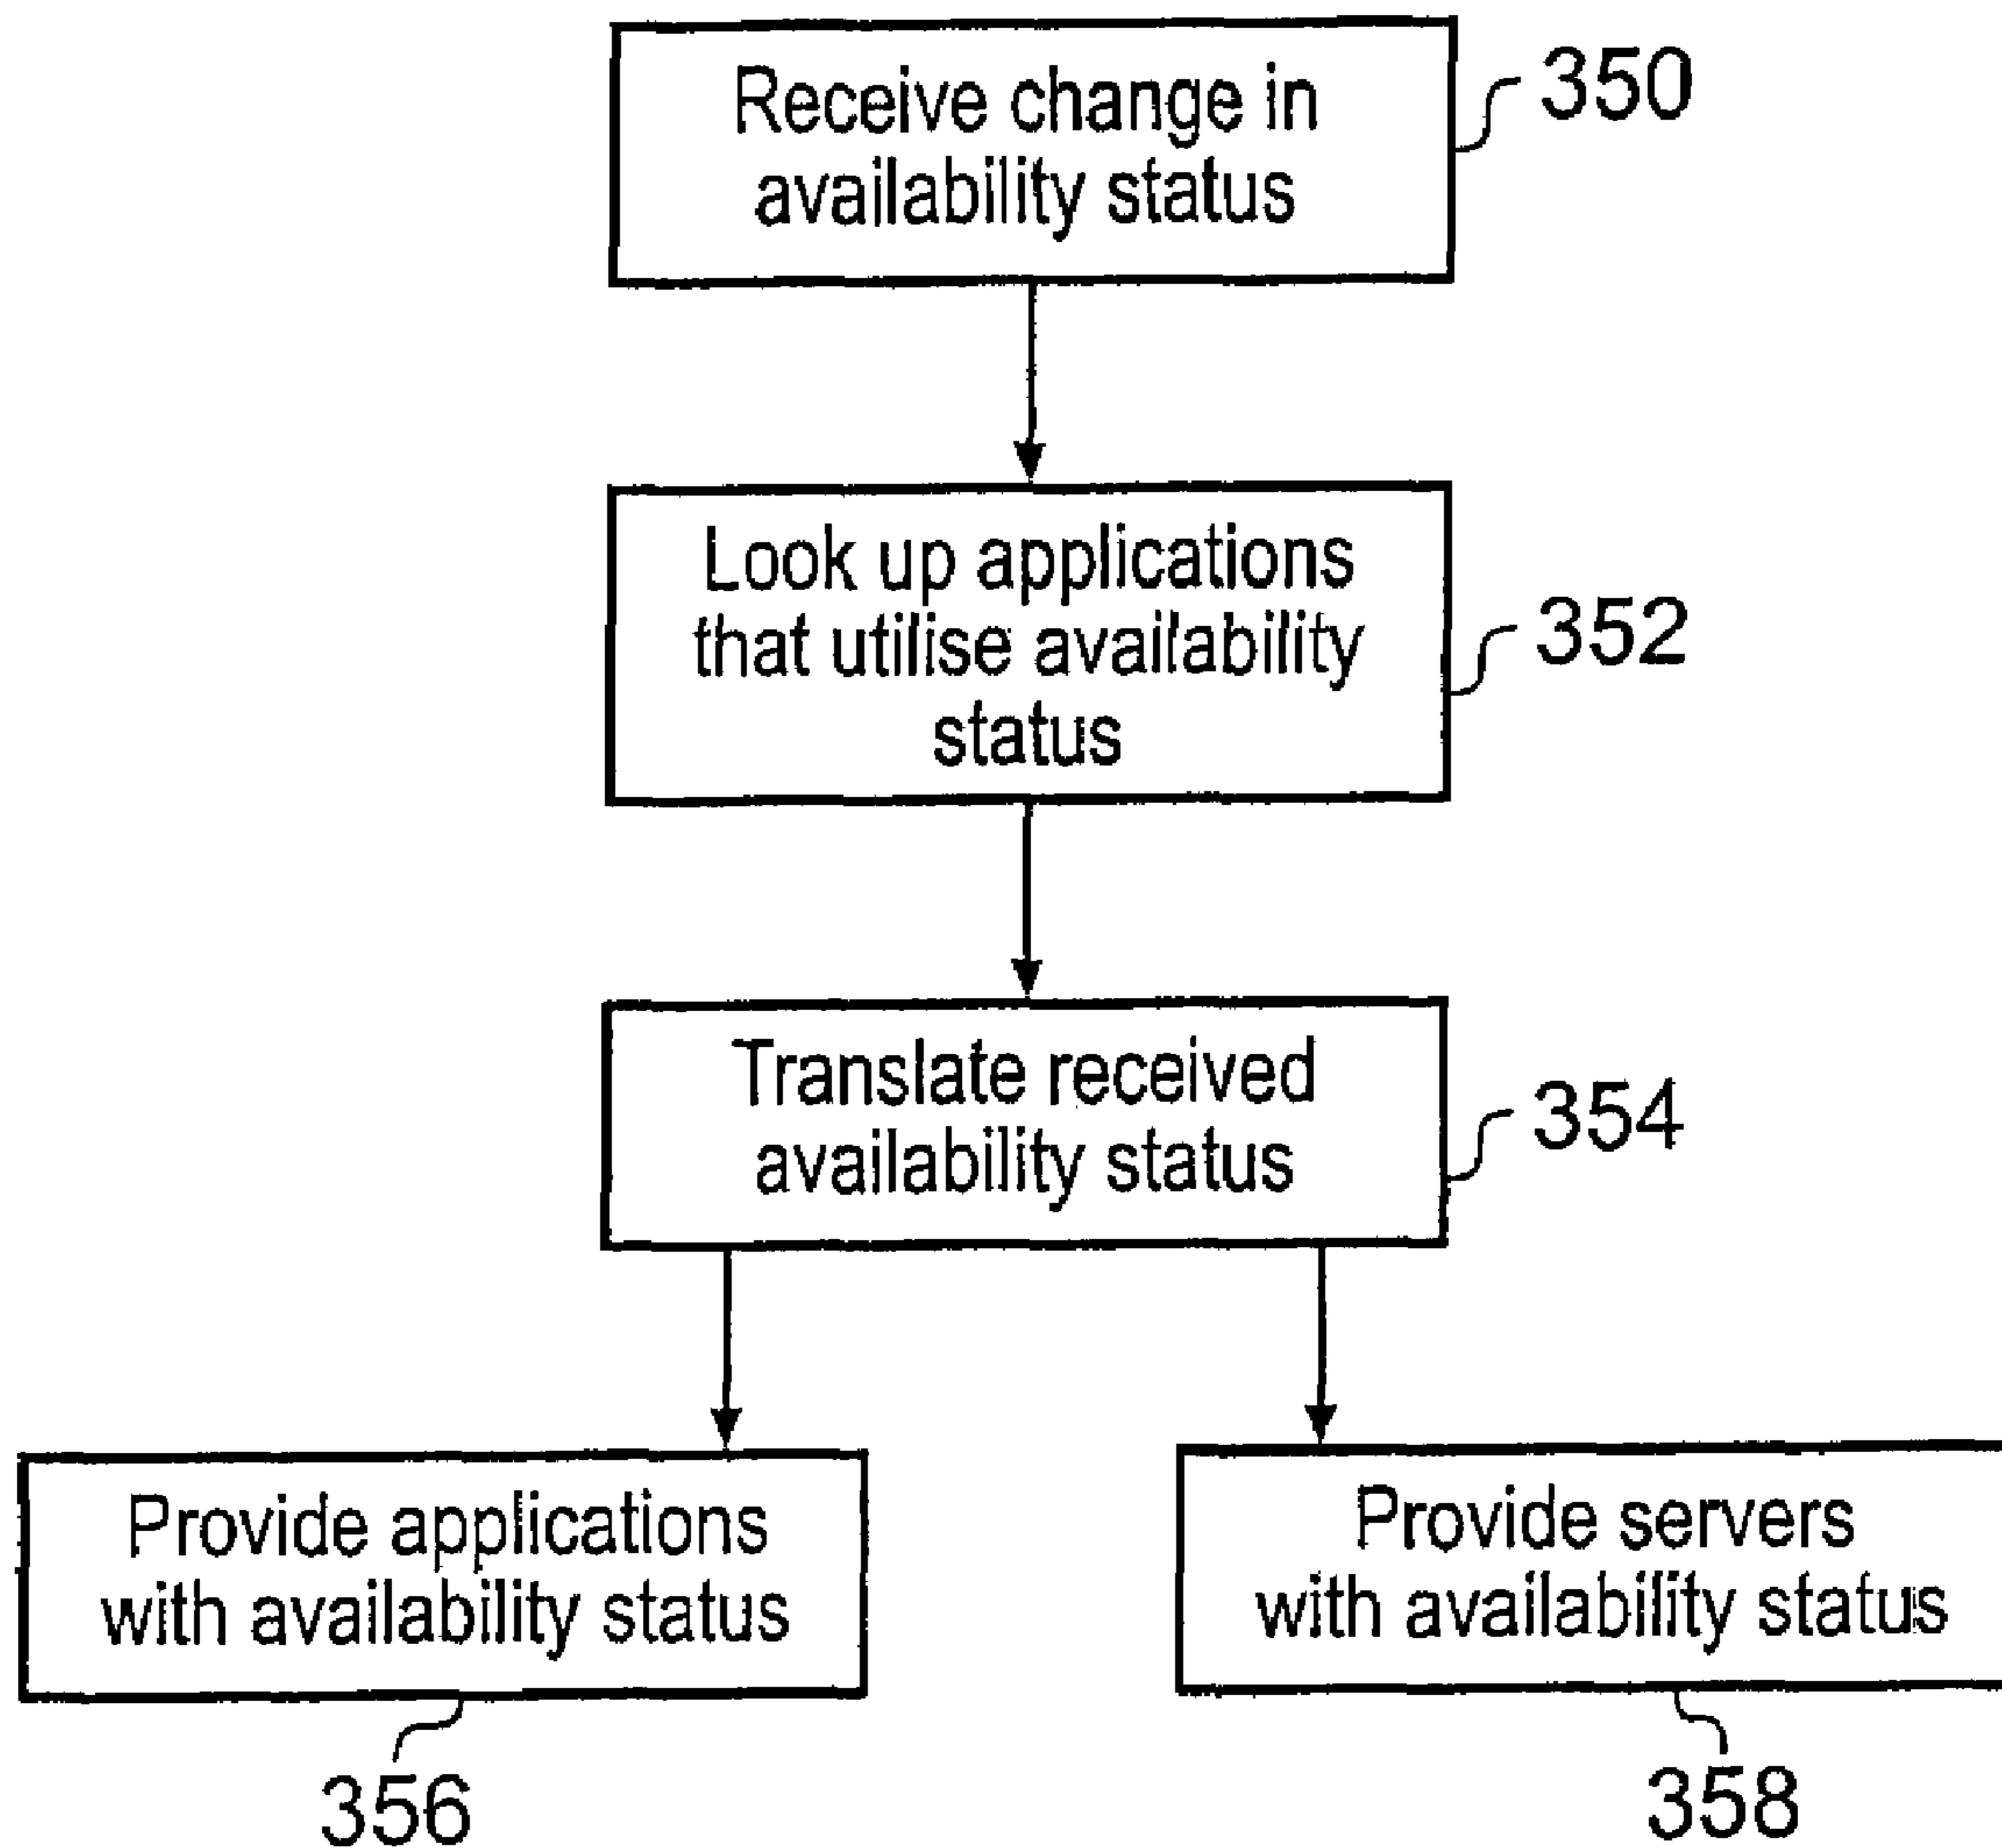 Receive change in
availability status
350
Look up applications
that utilise availability
status
352
Translate received
availability status
354
Provide applications
with availability status
356
Provide servers
with availability status
358